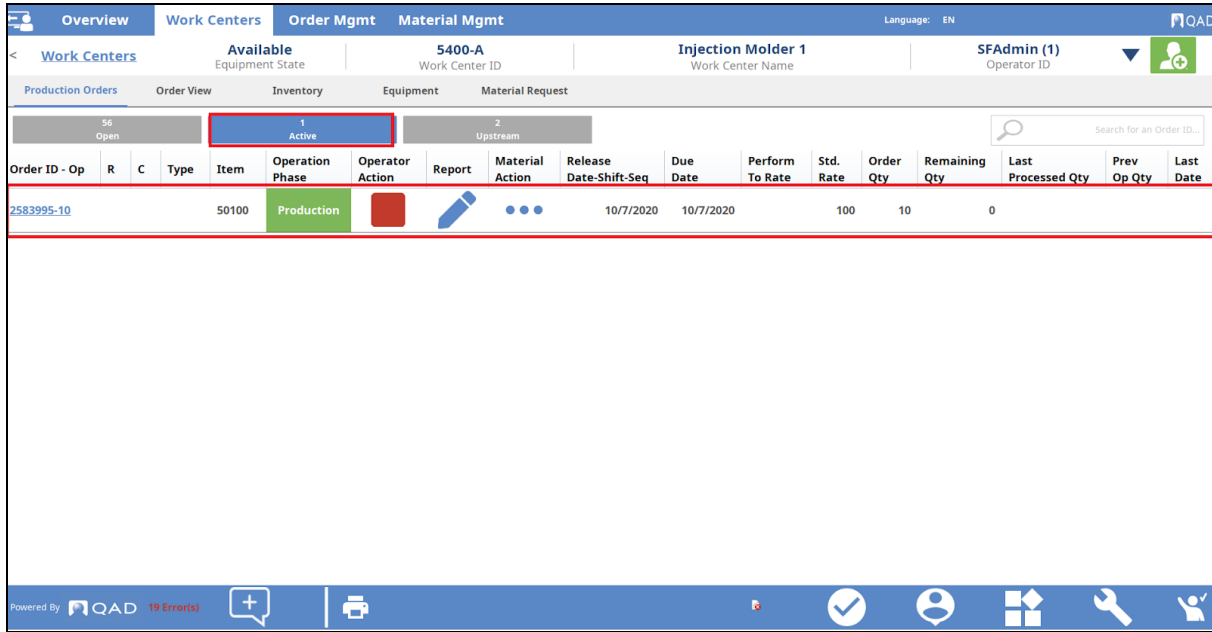 Overview Work Centers Order Mgmt Material Mgmt Language: EN QAD
< Work Centers Available 5400-A Injection Molder 1 SFAdmin (1)
Equipment State Work Center ID Work Center Name Operator ID
Production Orders Order View Inventory Equipment Material Request
56 1 2
Open Active Upstream Search for an Order ID...
Order ID - Op R C Type Item Operation Phase Operator Action Report Material Action Release Date-Shift-Seq Due Date Perform To Rate Std. Rate Order Qty Remaining Qty Last Processed Qty Prev Op Qty Last Date
2583995-10 50100 Production 10/7/2020 10/7/2020 100 10 0
Powered By QAD 19 Error(s)